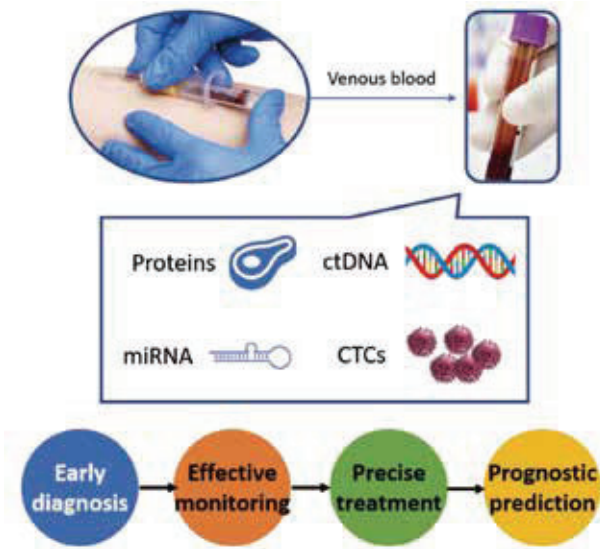 Venous blood
Proteins
ctDNA
miRNA
CTCs
Early
diagnosis
Effective
monitoring
Precise
treatment
Prognostic
prediction